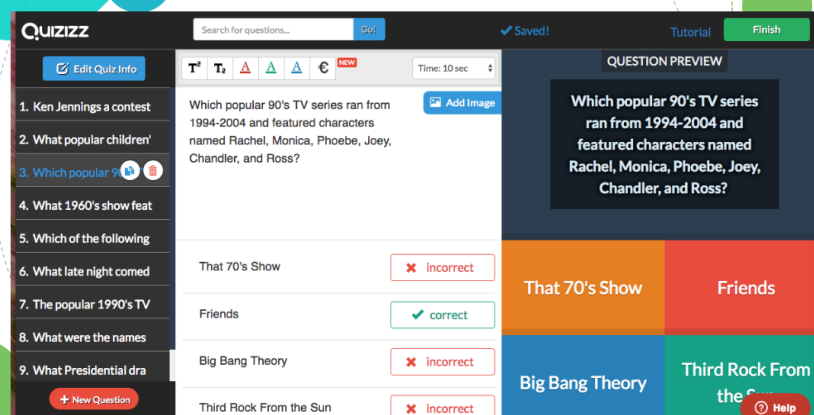 QUIZIZZ
Search for questions...
Go!
Saved!
Tutorial
Finish
Edit Quiz Info
1. Ken Jennings a contest
2. What popular children'
3. Which popular 9
4. What 1960's show feat
5. Which of the following
6. What late night comed
7. The popular 1990's TV
8. What were the names
9. What Presidential dra
+ New Question
T² T₂ A A A € NEW
Time: 10 sec
Which popular 90's TV series ran from
1994-2004 and featured characters
named Rachel, Monica, Phoebe, Joey,
Chandler, and Ross?
Add Image
That 70's Show
incorrect
Friends
correct
Big Bang Theory
incorrect
Third Rock From the Sun
incorrect
QUESTION PREVIEW
Which popular 90's TV series
ran from 1994-2004 and
featured characters named
Rachel, Monica, Phoebe, Joey,
Chandler, and Ross?
That 70's Show
Friends
Big Bang Theory
Third Rock From
the Sun
Help